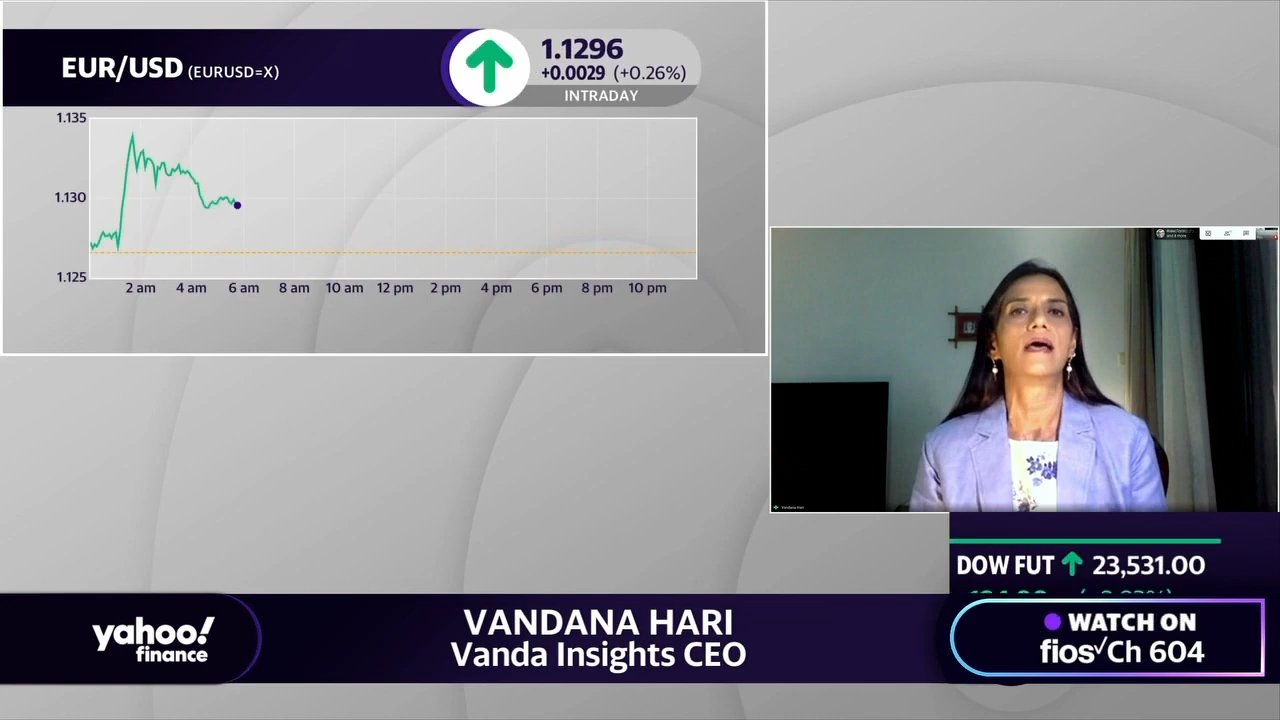 EUR/USD (EURUSD=X)
1.1296
+0.0029 (+0.26%)
INTRADAY
1.135
1.130
1.125
2 am 4 am 6 am 8 am 10 am 12 pm 2 pm 4 pm 6 pm 8 pm 10 pm
Vandana Hari
DOW FUT 23,531.00
yahoo!
finance
VANDANA HARI
Vanda Insights CEO
WATCH ON
fios Ch 604